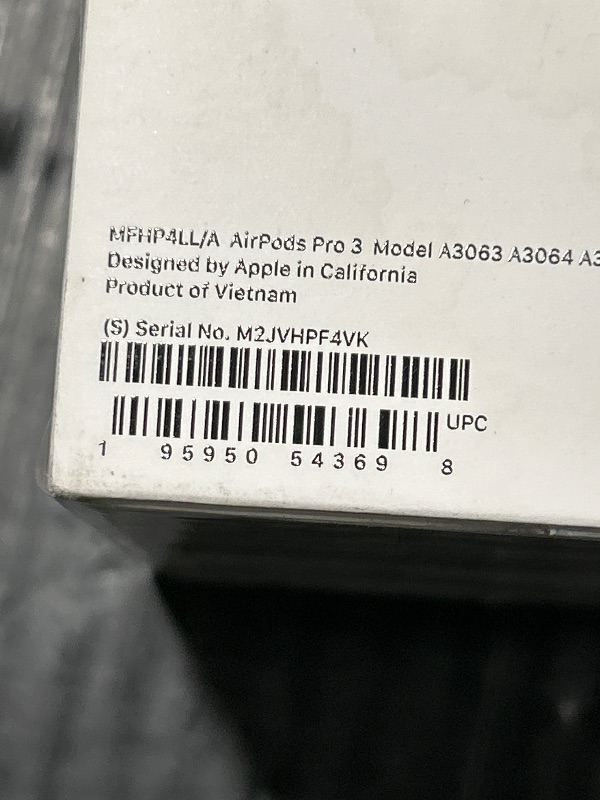 MFHP4LL/A AirPods Pro 3 Model A3063 A3064 A3
Designed by Apple in California
Product of Vietnam
(S) Serial No. M2JVHPF4VK
UPC
1 95950 54369 8